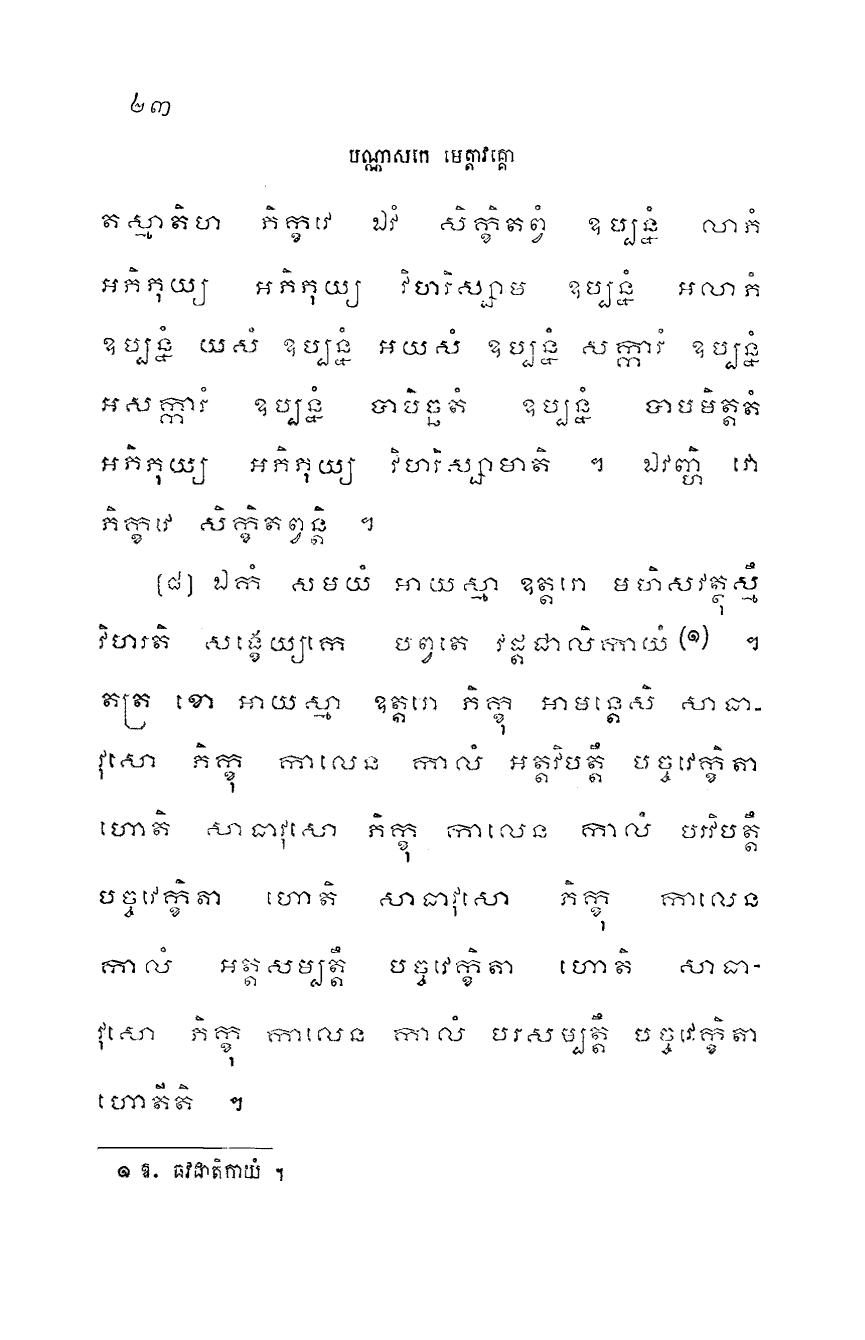 ២៣
បណ្ណាសកេ មេត្តាវគ្គោ
តស្មាតិហ ភិក្ខវេ ឯវំ សិក្ខិតព្វំ ឧប្បន្នំ លាភំ
អភិភុយ្យ អភិភុយ្យ វិហរិស្សាម ឧប្បន្នំ អលាភំ
ឧប្បន្នំ យសំ ឧប្បន្នំ អយសំ ឧប្បន្នំ សក្ការំ ឧប្បន្នំ
អសក្ការំ ឧប្បន្នំ បាបិច្ឆតំ ឧប្បន្នំ បាបមិត្តតំ
អភិភុយ្យ អភិភុយ្យ វិហរិស្សាមាតិ ។ ឯវញ្ហិ វោ
ភិក្ខវេ សិក្ខិតព្វន្តិ ។
(៨) ឯកំ សមយំ អាយស្មា ឧត្តរោ មហិសវត្ថុស្មឹ
វិហរតិ សង្ខេយ្យកេ បព្វតេ វដ្ដជាលិកាយំ (១) ។
តត្រ ខោ អាយស្មា ឧត្តរោ ភិក្ខុ អាមន្តេសិ សាធា-
វុសោ ភិក្ខុ កាលេន កាលំ អត្តវិបត្តឹ បច្ចវេក្ខិតា
ហោតិ សាធាវុសោ ភិក្ខុ កាលេន កាលំ បរវិបត្តឹ
បច្ចវេក្ខិតា ហោតិ សាធាវុសោ ភិក្ខុ កាលេន
កាលំ អត្តសម្បត្តឹ បច្ចវេក្ខិតា ហោតិ សាធា-
វុសោ ភិក្ខុ កាលេន កាលំ បរសម្បត្តឹ បច្ចវេក្ខិតា
ហោតីតិ ។
១ ឱ. ធវជាតិកាយំ ។